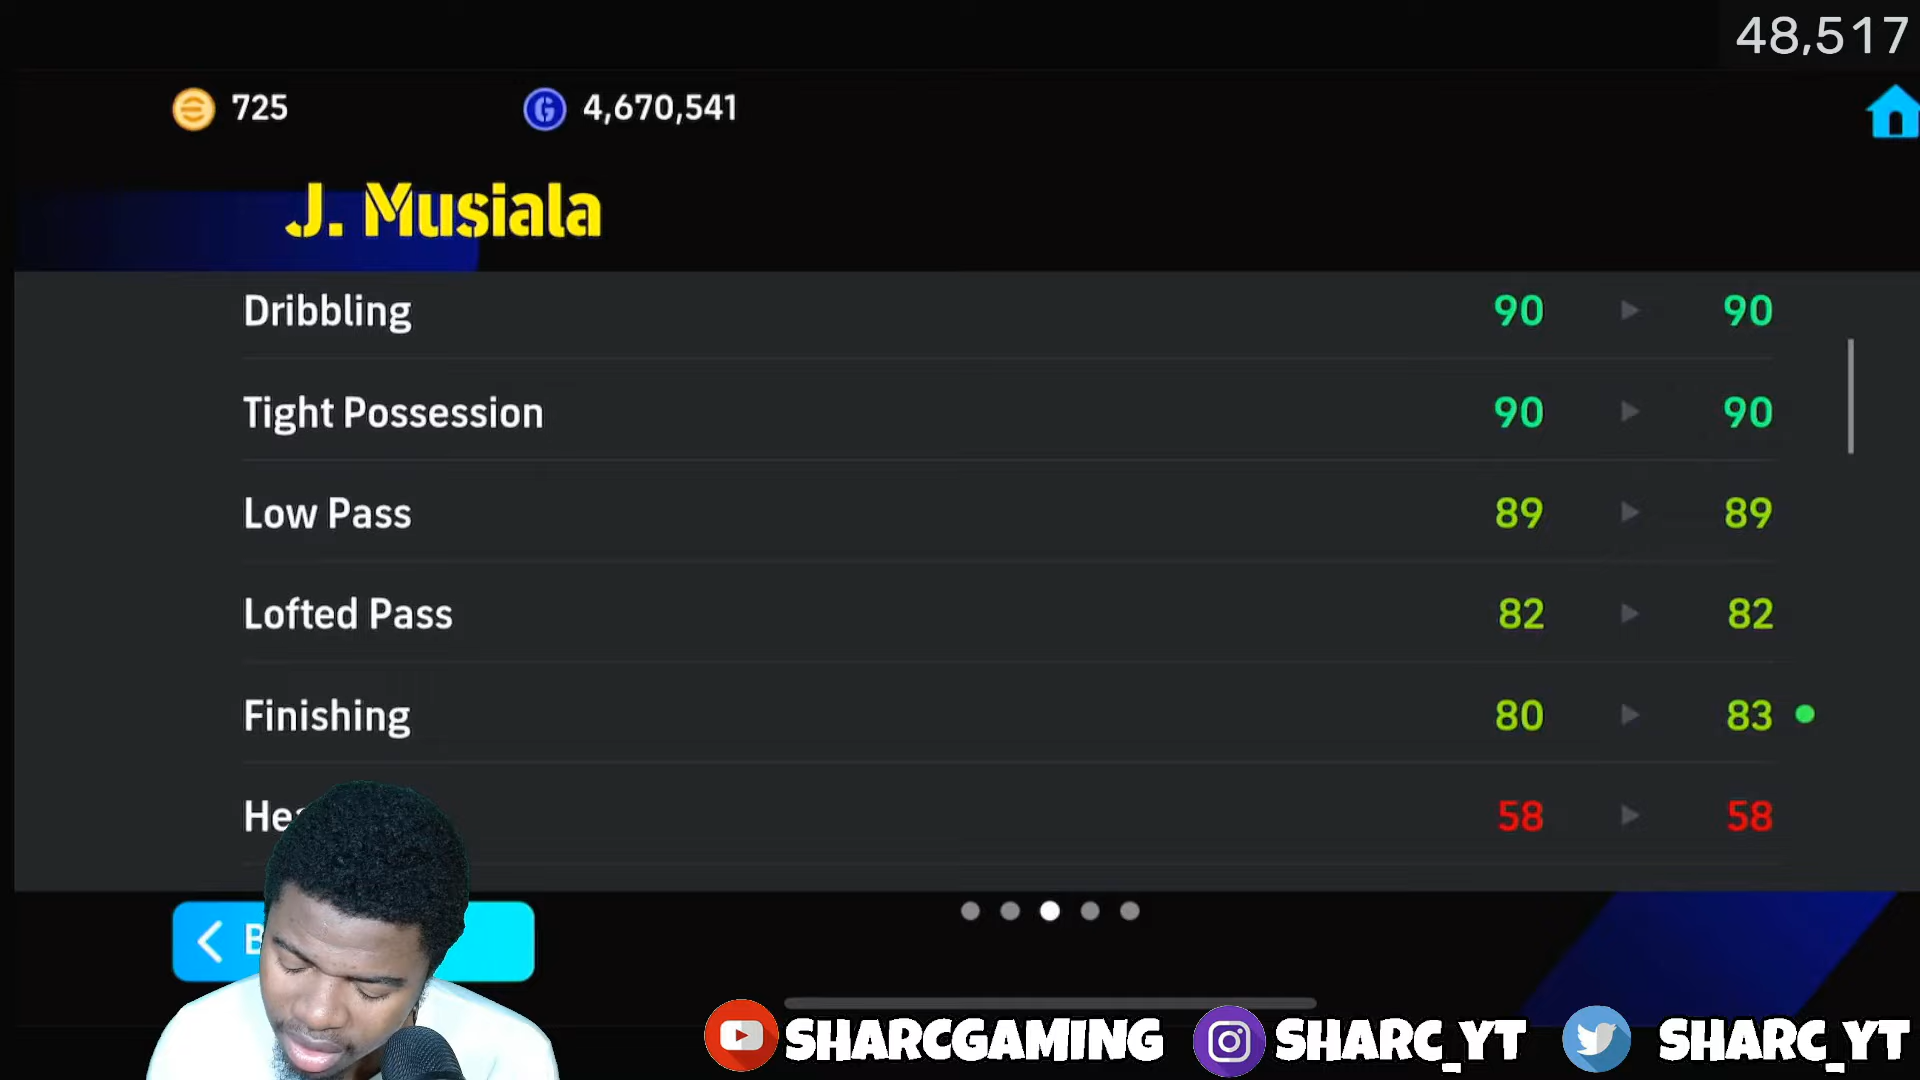 48,517
725
4,670,541
J. Musiala
Dribbling 90 90
Tight Possession 90 90
Low Pass 89 89
Lofted Pass 82 82
Finishing 80 83
58 58
SHARCGAMING SHARC_YT SHARC_YT